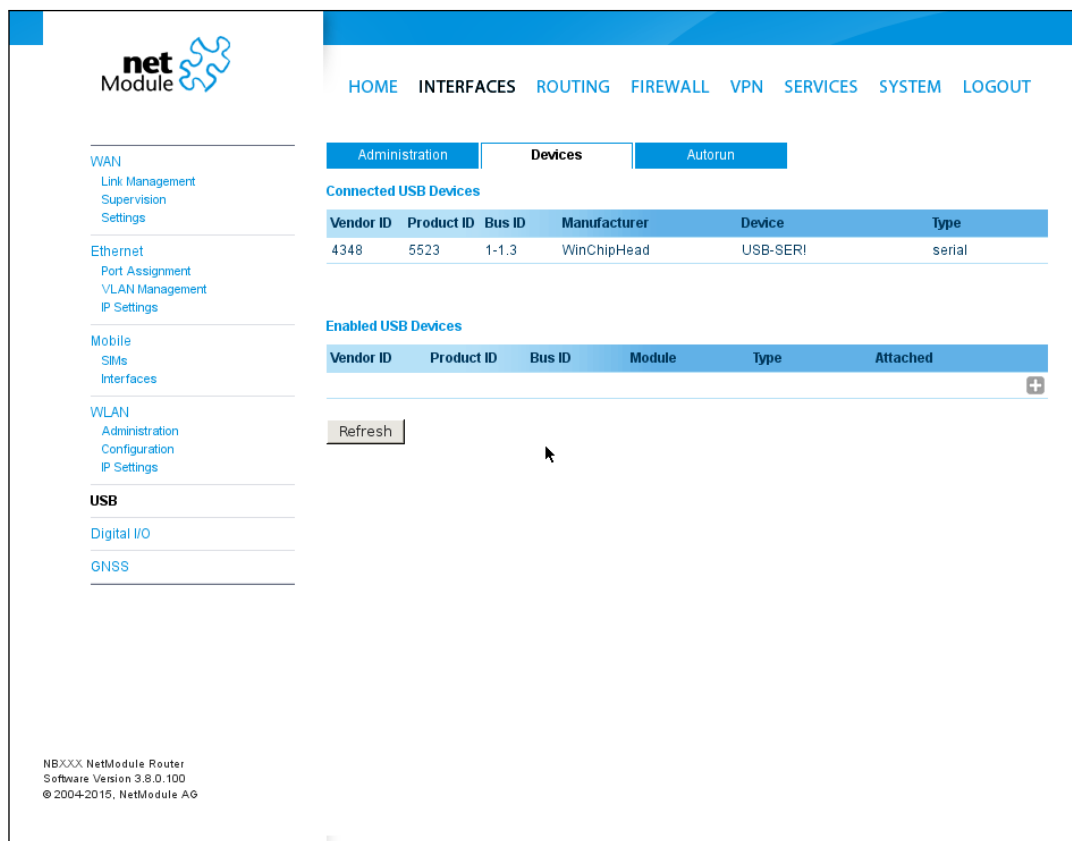 net
Module
HOME INTERFACES ROUTING FIREWALL VPN SERVICES SYSTEM LOGOUT
WAN
Link Management
Supervision
Settings
Ethernet
Port Assignment
VLAN Management
IP Settings
Mobile
SIMs
Interfaces
WLAN
Administration
Configuration
IP Settings
USB
Digital I/O
GNSS
Administration Devices Autorun
Connected USB Devices
Vendor ID Product ID Bus ID Manufacturer Device Type
4348 5523 1-1.3 WinChipHead USB-SER! serial
Enabled USB Devices
Vendor ID Product ID Bus ID Module Type Attached
Refresh
NBXXX NetModule Router
Software Version 3.8.0.100
© 2004-2015, NetModule AG